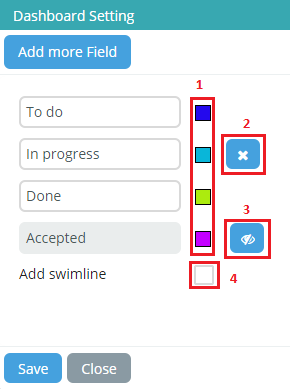 Dashboard Setting
Add more Field
1
To do
2
In progress
Done
3
Accepted
Add swimline
4
Save Close